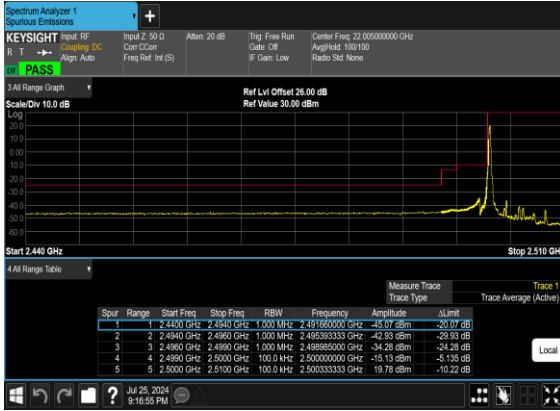 Spectrum Analyzer 1
Spurious Emissions
+
KEYSIGHT
R T
PASS
Input: RF
Coupling: DC
Align: Auto
Input Z: 50 Ω
Corr CCorr
Freq Ref: Int (S)
Atten: 20 dB
Trig: Free Run
Gate: Off
IF Gain: Low
Center Freq: 22.005000000 GHz
Avg|Hold: 100/100
Radio Std: None
3 All Range Graph
Scale/Div 10.0 dB
Ref Lvl Offset 26.00 dB
Ref Value 30.00 dBm
Log
20.0
10.0
0.00
-10.0
-20.0
-30.0
-40.0
-50.0
-60.0
Start 2.440 GHz
Stop 2.510 GHz
4 All Range Table
Measure Trace Trace 1
Trace Type Trace Average (Active)
Spur Range Start Freq Stop Freq RBW Frequency Amplitude ΔLimit
1 1 2.4400 GHz 2.4940 GHz 1.000 MHz 2.491660000 GHz -45.07 dBm -20.07 dB
2 2 2.4940 GHz 2.4960 GHz 1.000 MHz 2.495393333 GHz -42.93 dBm -29.93 dB
3 3 2.4960 GHz 2.4990 GHz 1.000 MHz 2.498985000 GHz -34.28 dBm -24.28 dB
4 4 2.4990 GHz 2.5000 GHz 100.0 kHz 2.500000000 GHz -15.13 dBm -5.135 dB
5 5 2.5000 GHz 2.5100 GHz 100.0 kHz 2.500333333 GHz 19.78 dBm -10.22 dB
Local
?
Jul 25, 2024
9:16:55 PM